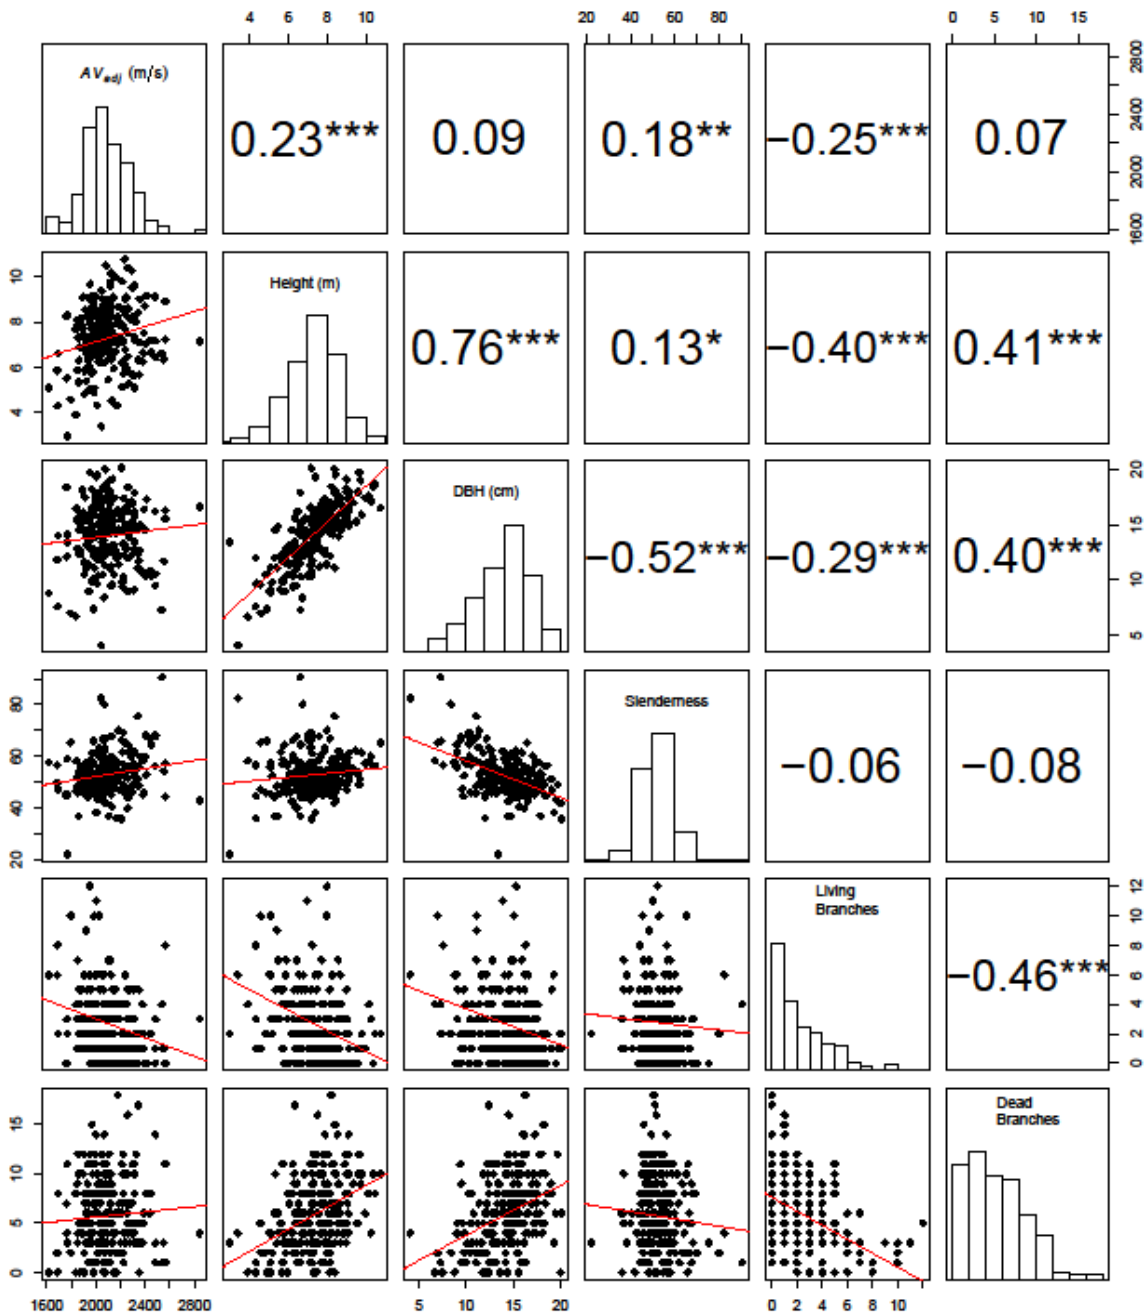 4 6 8 10 20 40 60 80 0 5 10 15
AV_adj (m/s)
0.23***
0.09
0.18**
−0.25***
0.07
1600 2000 2400 2800
4 6 8 10
Height (m)
0.76***
0.13*
−0.40***
0.41***
DBH (cm)
−0.52***
−0.29***
0.40***
5 10 15 20
20 40 60 80
Slenderness
−0.06
−0.08
Living
Branches
−0.46***
0 2 4 6 8 10 12
0 5 10 15
Dead
Branches
1600 2000 2400 2800 5 10 15 20 0 2 4 6 8 10